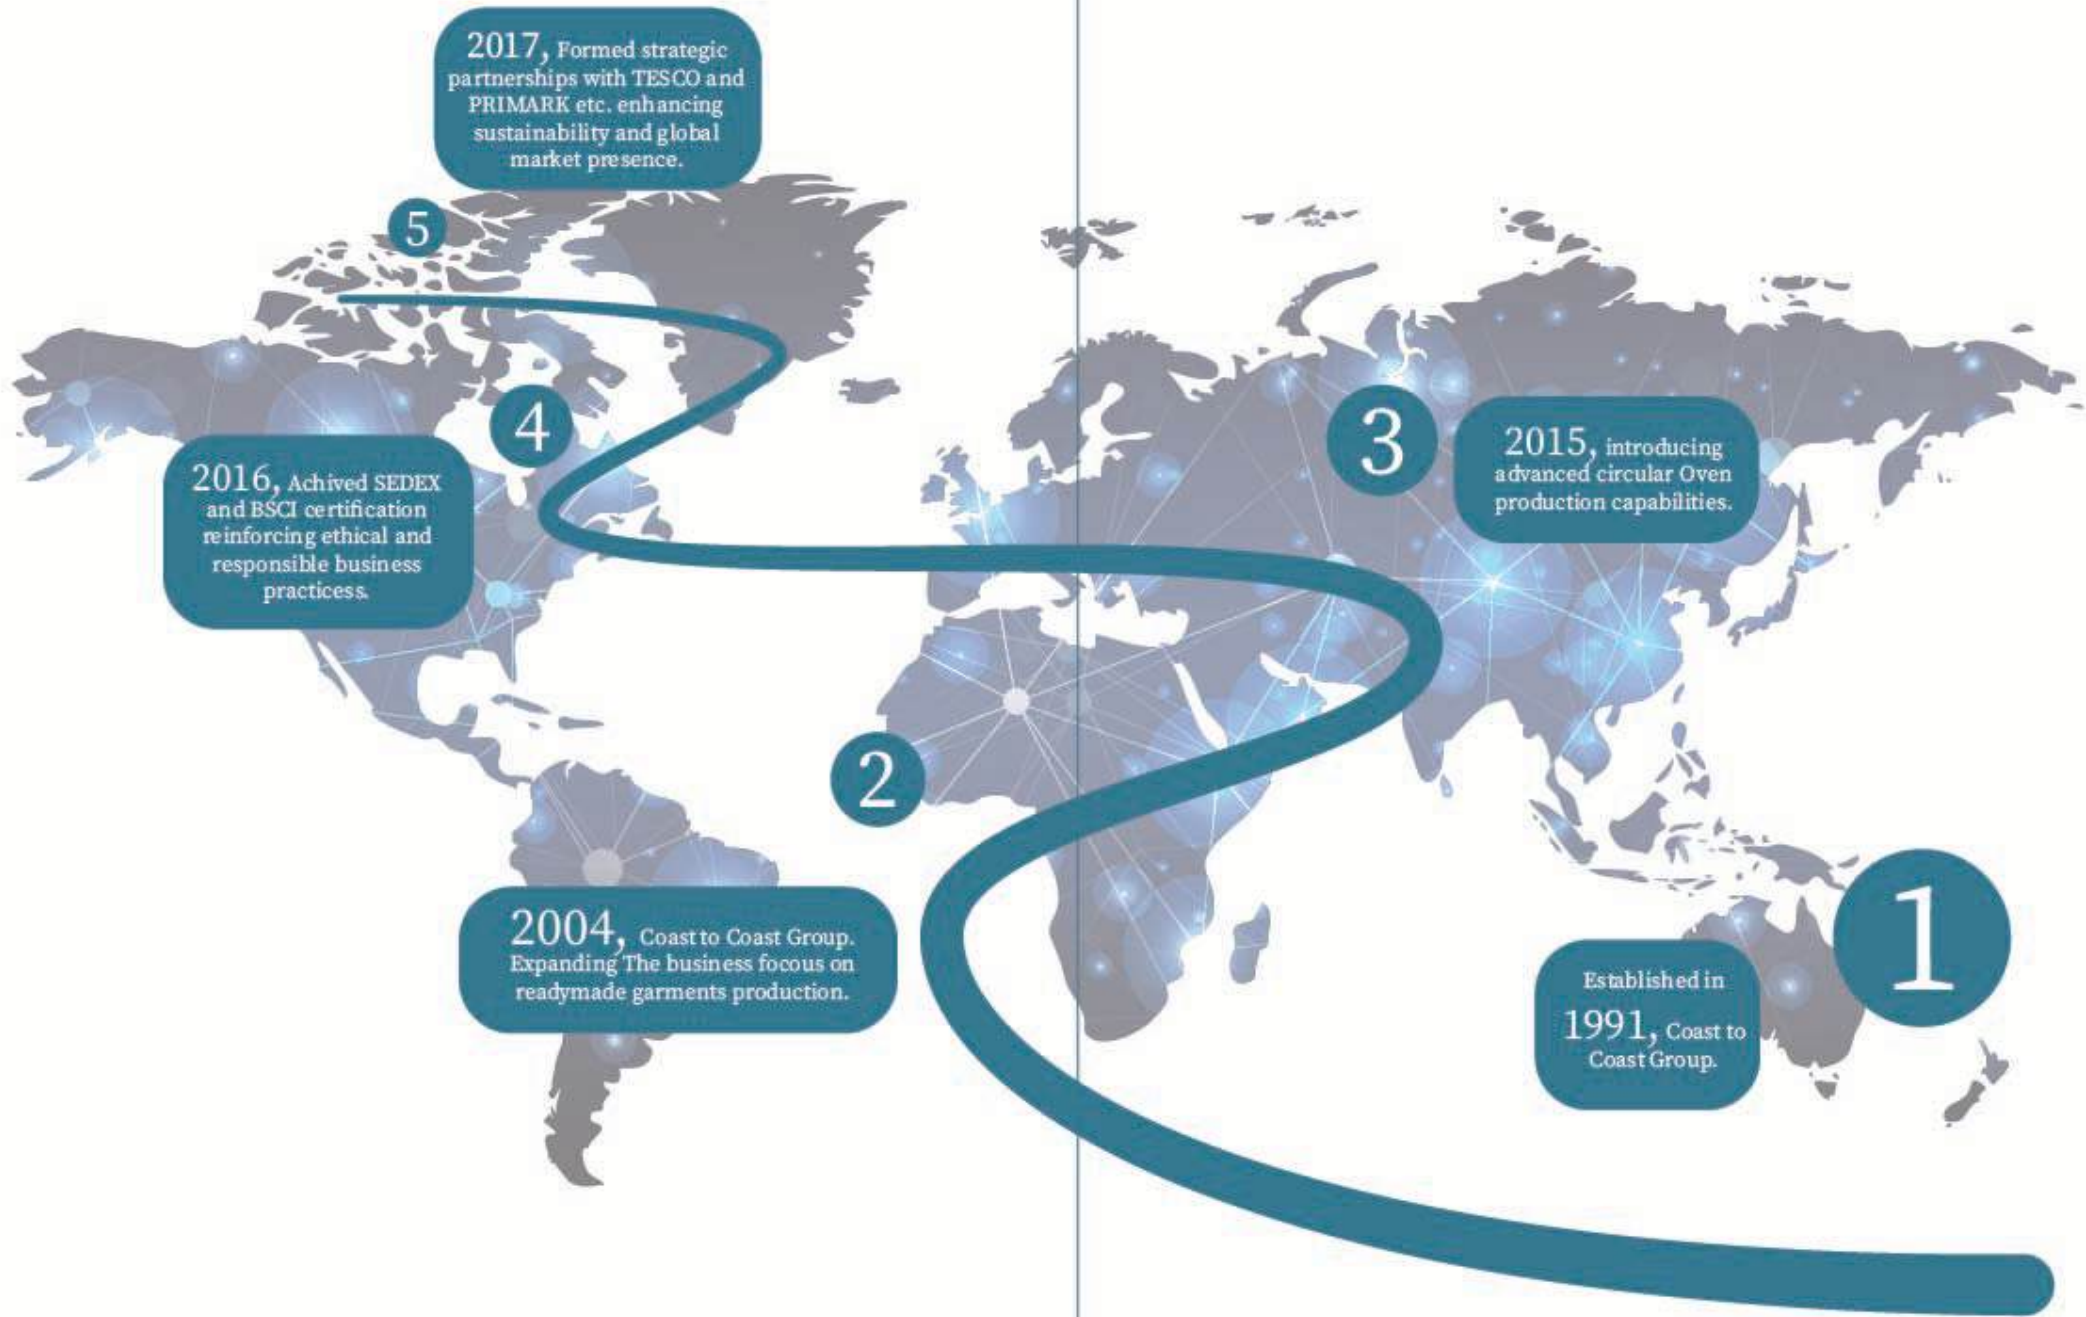 2017, Formed strategic
partnerships with TESCO and
PRIMARK etc. enhancing
sustainability and global
market presence.
5
4
2016, Achived SEDEX
and BSCI certification
reinforcing ethical and
responsible business
practicess.
3
2015, introducing
advanced circular Oven
production capabilities.
2
2004, Coast to Coast Group.
Expanding The business focous on
readymade garments production.
1
Established in
1991, Coast to
Coast Group.